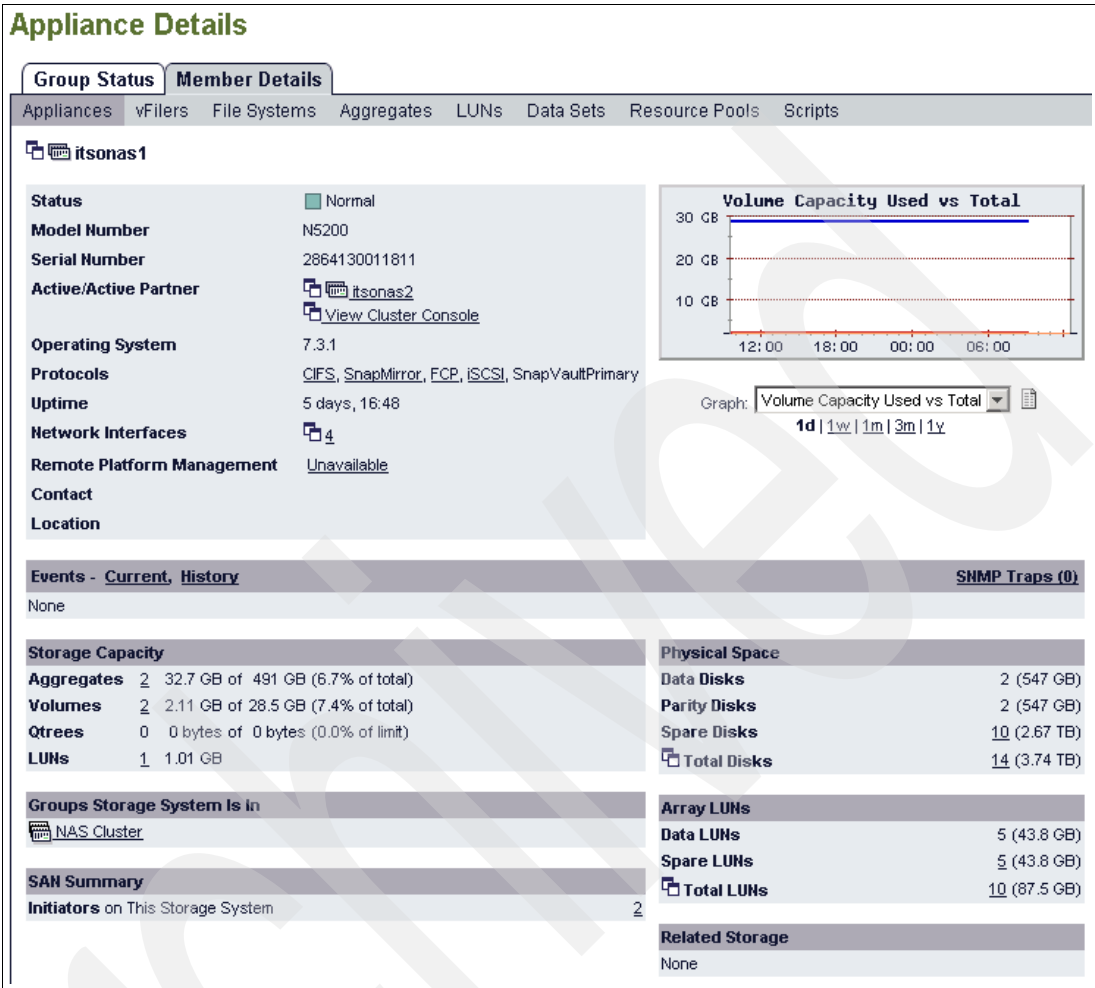 Appliance Details
Group Status Member Details
Appliances vFilers File Systems Aggregates LUNs Data Sets Resource Pools Scripts
itsonas1
Status Normal
Model Number N5200
Serial Number 2864130011811
Active/Active Partner itsonas2
View Cluster Console
Operating System 7.3.1
Protocols CIFS, SnapMirror, FCP, iSCSI, SnapVaultPrimary
Uptime 5 days, 16:48
Network Interfaces 4
Remote Platform Management Unavailable
Contact
Location
Volume Capacity Used vs Total
30 GB
20 GB
10 GB
12:00 18:00 00:00 06:00
Graph: Volume Capacity Used vs Total
1d | 1w | 1m | 3m | 1y
Events - Current, History SNMP Traps (0)
None
Storage Capacity
Aggregates 2 32.7 GB of 491 GB (6.7% of total)
Volumes 2 2.11 GB of 28.5 GB (7.4% of total)
Qtrees 0 0 bytes of 0 bytes (0.0% of limit)
LUNs 1 1.01 GB
Groups Storage System Is In
NAS Cluster
SAN Summary
Initiators on This Storage System 2
Physical Space
Data Disks 2 (547 GB)
Parity Disks 2 (547 GB)
Spare Disks 10 (2.67 TB)
Total Disks 14 (3.74 TB)
Array LUNs
Data LUNs 5 (43.8 GB)
Spare LUNs 5 (43.8 GB)
Total LUNs 10 (87.5 GB)
Related Storage
None